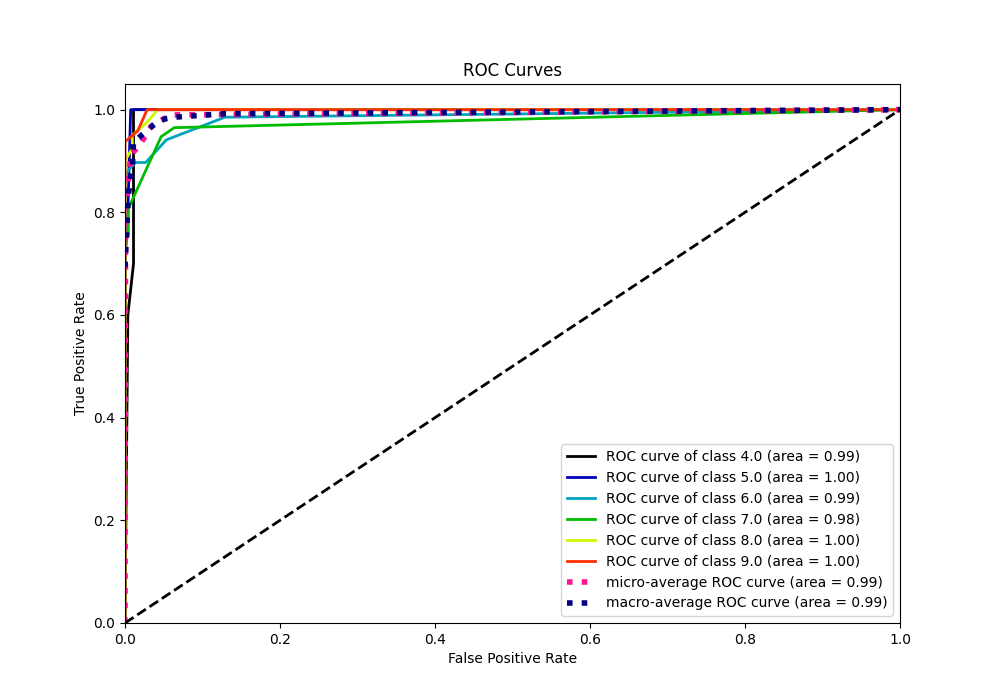 ROC Curves
True Positive Rate
1.0
0.8
0.6
0.4
0.2
0.0
ROC curve of class 4.0 (area = 0.99)
ROC curve of class 5.0 (area = 1.00)
ROC curve of class 6.0 (area = 0.99)
ROC curve of class 7.0 (area = 0.98)
ROC curve of class 8.0 (area = 1.00)
ROC curve of class 9.0 (area = 1.00)
micro-average ROC curve (area = 0.99)
macro-average ROC curve (area = 0.99)
0.0 0.2 0.4 0.6 0.8 1.0
False Positive Rate